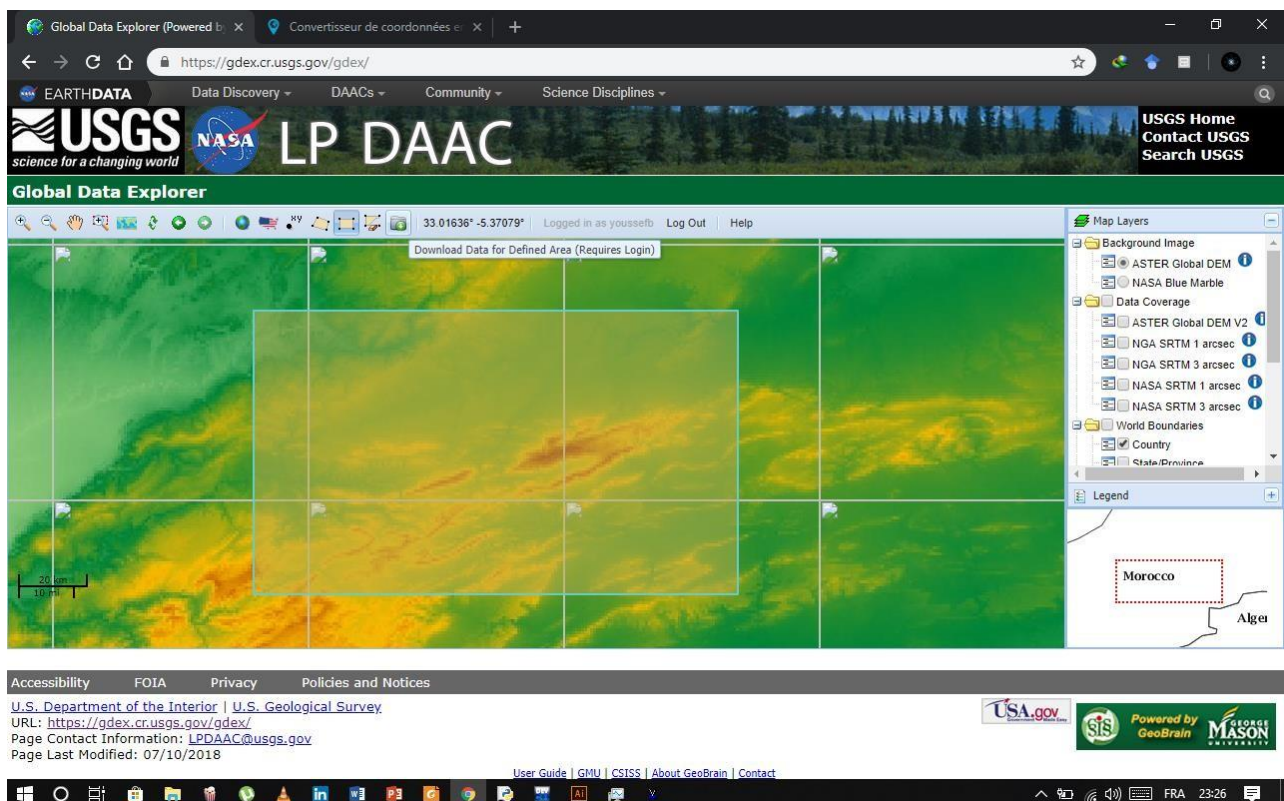 Global Data Explorer (Powered b
Convertisseur de coordonnées e
https://gdex.cr.usgs.gov/gdex/
EARTHDATA Data Discovery DAACs Community Science Disciplines
USGS
science for a changing world
NASA
LP DAAC
USGS Home
Contact USGS
Search USGS
Global Data Explorer
xy 33.01636° -5.37079° Logged in as youssefb Log Out Help
Download Data for Defined Area (Requires Login)
Map Layers
Background Image
ASTER Global DEM
NASA Blue Marble
Data Coverage
ASTER Global DEM V2
NGA SRTM 1 arcsec
NGA SRTM 3 arcsec
NASA SRTM 1 arcsec
NASA SRTM 3 arcsec
World Boundaries
Country
State/Province
Legend
20 km
10 mi
Morocco
Alger
Accessibility FOIA Privacy Policies and Notices
U.S. Department of the Interior | U.S. Geological Survey
URL: https://gdex.cr.usgs.gov/gdex/
Page Contact Information: LPDAAC@usgs.gov
Page Last Modified: 07/10/2018
USA.gov
SIS
Powered by
GeoBrain
GEORGE
MASON
UNIVERSITY
User Guide | GMU | CSISS | About GeoBrain | Contact
FRA 23:26